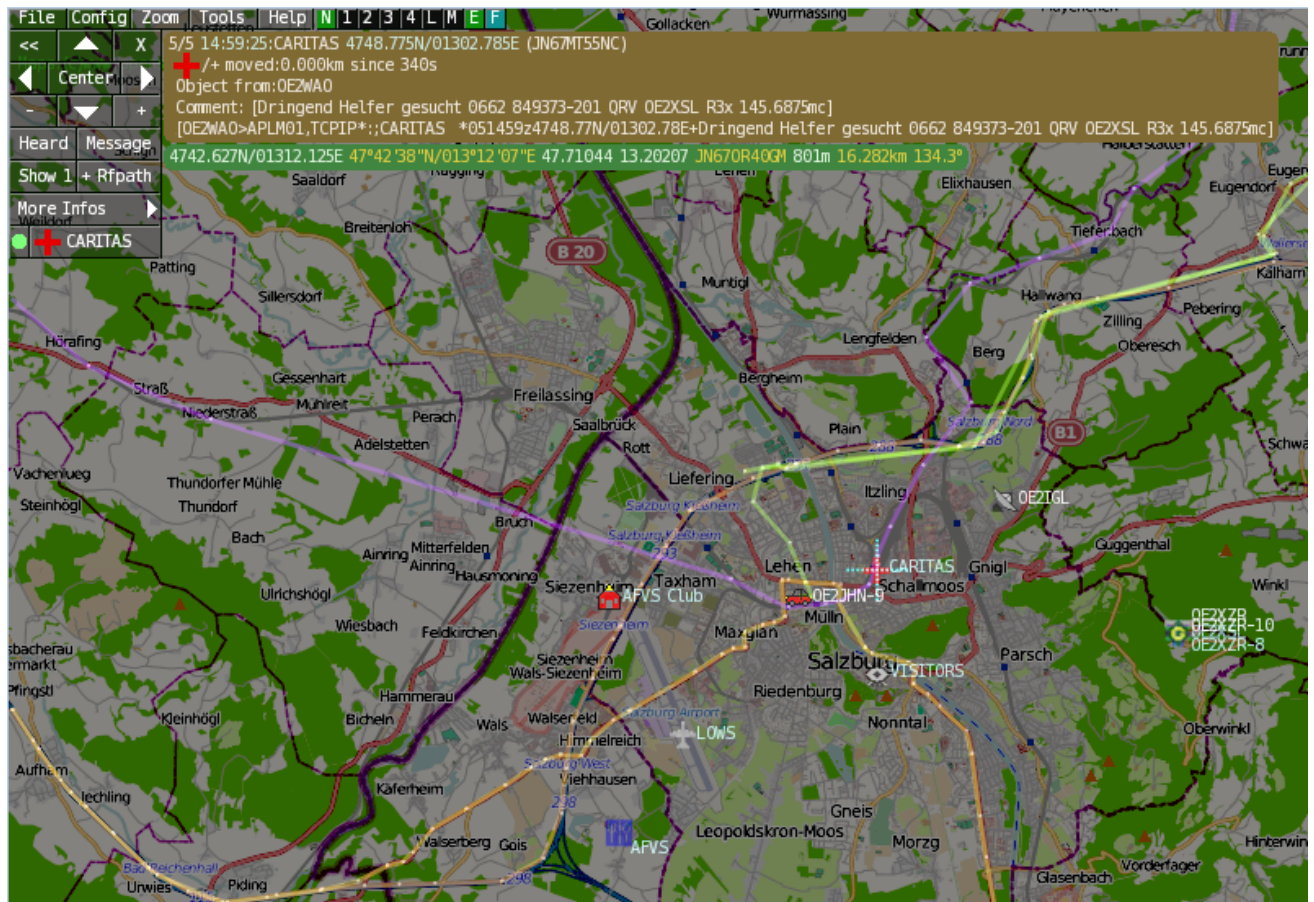 File Config Zoom Tools Help N 1 2 3 4 L M E F
<< X
Center
- +
Heard Message
Show 1 + Rfpath
More Infos
CARITAS
5/5 14:59:25:CARITAS 4748.775N/01302.785E (JN67MT55NC)
/+ moved:0.000km since 340s
Object from:OE2WAO
Comment: [Dringend Helfer gesucht 0662 849373-201 QRV OE2XSL R3x 145.6875mc]
[OE2WAO>APLM01,TCPIP*:;CARITAS *051459z4748.77N/01302.78E+Dringend Helfer gesucht 0662 849373-201 QRV OE2XSL R3x 145.6875mc]
4742.627N/01312.125E 47°42'38"N/013°12'07"E 47.71044 13.20207 JN67OR40GM 801m 16.282km 134.3°
Gollacken
Wurmassing
Saaldorf
Elixhausen
Eugendorf
Breitenloh
Tiefenbach
B 20
Patting
Muntigl
Kalham
Sillersdorf
Hallwang
Pebering
Zilling
Hörafing
Lengfelden
Berg
Oberesch
Gessenhart
Bergheim
Straß
Mühlreit
Freilassing
Niederstraß
Perach
Saalbrück
Plain
Salzburg Nord
288
288
B1
Adelstetten
Rott
Vachenlueg
Thundorfer Mühle
Liefering
Itzling
Steinhögl
Thundorf
Salzburg Kleßheim
OE2IGL
Bruch
Bach
Salzburg Kleßheim
293
Mitterfelden
Ainring
Ainring
Guggenthal
Hausmoning
Lehen
CARITAS
Gnigl
Siezenheim
Taxham
Schallmoos
Winkl
Ulrichshögl
AFVS Club
OE2JHN-9
Wiesbach
Siezenheim
Mülln
OE2XZR
OE2XZR-10
OE2XZR-8
Feldkirchen
Maxglan
Siezenheim
Wals-Siezenheim
Salzburg
VISITORS
Parsch
Pfingstl
Hammerau
Riedenburg
Kleinhögl
Bicheln
Wals
Walserfeld
Salzburg Airport
Nonntal
Oberwinkl
Himmelreich
LOWS
Salzburg West
Aufham
Viehhausen
Jechling
Käferheim
298
Gneis
Walserberg
Gois
AFVS
Leopoldskron-Moos
Morzg
Bad Reichenhall
Vorderfager
Urwies
Piding
298
Glasenbach